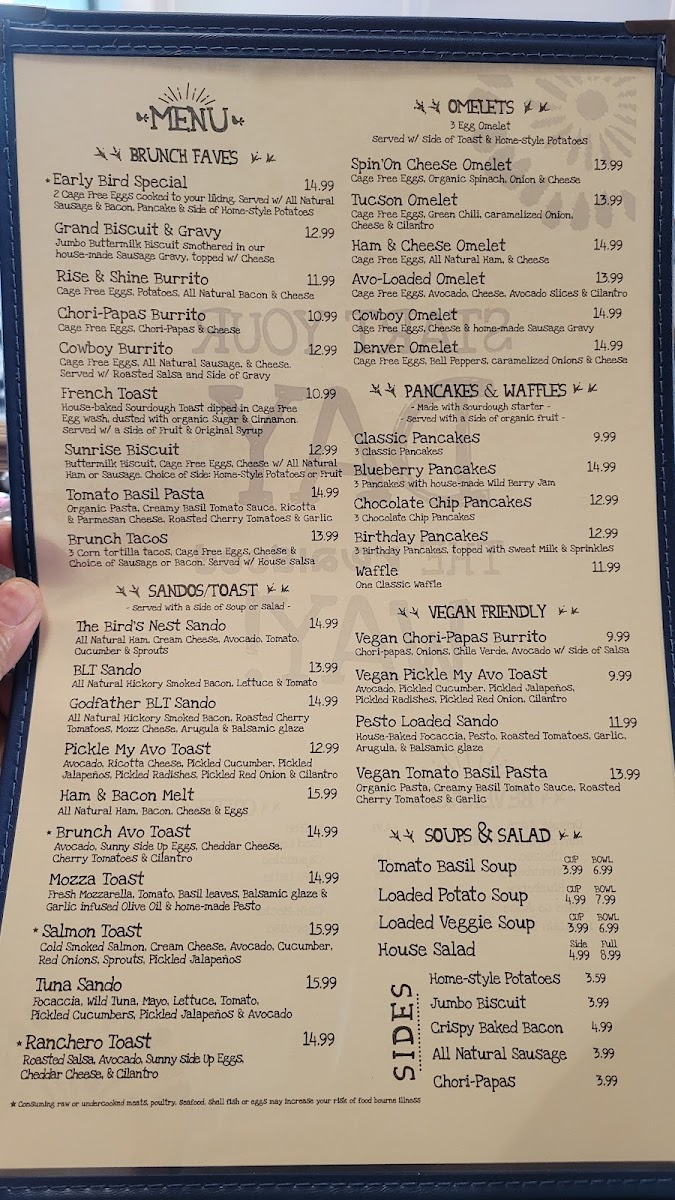 MENU
BRUNCH FAVES
*Early Bird Special 14.99
2 Cage Free Eggs cooked to your liking. Served w/ All Natural
Sausage & Bacon, Pancake & side of Home-style Potatoes
Grand Biscuit & Gravy 12.99
Jumbo Buttermilk Biscuit smothered in our
house-made Sausage Gravy, topped w/ Cheese
Rise & Shine Burrito 11.99
Cage Free Eggs, Potatoes, All Natural Bacon & Cheese
Chori-Papas Burrito 10.99
Cage Free Eggs, Chori-Papas & Cheese
Cowboy Burrito 12.99
Cage Free Eggs, All Natural Sausage, & Cheese.
Served w/ Roasted Salsa and Side of Gravy
French Toast 10.99
House-baked Sourdough Toast dipped in Cage Free
Egg wash, dusted with organic Sugar & Cinnamon.
Served w/ a side of Fruit & Original Syrup
Sunrise Biscuit 12.99
Buttermilk Biscuit, Cage Free Eggs, Cheese w/ All Natural
Ham or Sausage. Choice of side: Home-Style Potatoes or Fruit
Tomato Basil Pasta 14.99
Organic Pasta, Creamy Basil Tomato Sauce, Ricotta
& Parmesan Cheese, Roasted Cherry Tomatoes & Garlic
Brunch Tacos 13.99
3 Corn tortilla tacos, Cage Free Eggs, Cheese &
Choice of Sausage or Bacon. Served w/ House salsa
SANDOS/TOAST
- served with a side of soup or salad -
The Bird's Nest Sando 14.99
All Natural Ham, Cream Cheese, Avocado, Tomato,
Cucumber & Sprouts
BLT Sando 13.99
All Natural Hickory Smoked Bacon, Lettuce & Tomato
Godfather BLT Sando 14.99
All Natural Hickory Smoked Bacon, Roasted Cherry
Tomatoes, Mozz Cheese, Arugula & Balsamic glaze
Pickle My Avo Toast 12.99
Avocado, Ricotta Cheese, Pickled Cucumber, Pickled
Jalapeños, Pickled Radishes, Pickled Red Onion & Cilantro
Ham & Bacon Melt 15.99
All Natural Ham, Bacon, Cheese & Eggs
* Brunch Avo Toast 14.99
Avocado, Sunny side Up Eggs, Cheddar Cheese,
Cherry Tomatoes & Cilantro
Mozza Toast 14.99
Fresh Mozzarella, Tomato, Basil leaves, Balsamic glaze &
Garlic infused Olive Oil & home-made Pesto
* Salmon Toast 15.99
Cold Smoked Salmon, Cream Cheese, Avocado, Cucumber,
Red Onions, Sprouts, Pickled Jalapeños
Tuna Sando 15.99
Focaccia, Wild Tuna, Mayo, Lettuce, Tomato,
Pickled Cucumbers, Pickled Jalapeños & Avocado
*Ranchero Toast 14.99
Roasted Salsa, Avocado, Sunny side Up Eggs,
Cheddar Cheese, & Cilantro
OMELETS
3 Egg Omelet
served w/ side of Toast & Home-style Potatoes
Spin'On Cheese Omelet 13.99
Cage Free Eggs, Organic Spinach, Onion & Cheese
Tucson Omelet 13.99
Cage Free Eggs, Green Chili, caramelized Onion,
Cheese & Cilantro
Ham & Cheese Omelet 14.99
Cage Free Eggs, All Natural Ham, & Cheese
Avo-Loaded Omelet 13.99
Cage Free Eggs, Avocado, Cheese, Avocado slices & Cilantro
Cowboy Omelet 14.99
Cage Free Eggs, Cheese & home-made Sausage Gravy
Denver Omelet 14.99
Cage Free Eggs, Bell Peppers, caramelized Onions & Cheese
PANCAKES & WAFFLES
- Made with sourdough starter -
- served with a side of organic fruit -
Classic Pancakes 9.99
3 Classic Pancakes
Blueberry Pancakes 14.99
3 Pancakes with house-made Wild Berry Jam
Chocolate Chip Pancakes 12.99
3 Chocolate Chip Pancakes
Birthday Pancakes 12.99
3 Birthday Pancakes, topped with Sweet Milk & Sprinkles
Waffle 11.99
One Classic Waffle
VEGAN FRIENDLY
Vegan Chori-Papas Burrito 9.99
Chori-papas, Onions, Chile Verde, Avocado w/ side of Salsa
Vegan Pickle My Avo Toast 9.99
Avocado, Pickled Cucumber, Pickled Jalapeños,
Pickled Radishes, Pickled Red Onion, Cilantro
Pesto Loaded Sando 11.99
House-Baked Focaccia, Pesto, Roasted Tomatoes, Garlic,
Arugula, & Balsamic glaze
Vegan Tomato Basil Pasta 13.99
Organic Pasta, Creamy Basil Tomato Sauce, Roasted
Cherry Tomatoes & Garlic
SOUPS & SALAD
CUP BOWL
Tomato Basil Soup 3.99 6.99
CUP BOWL
Loaded Potato Soup 4.99 7.99
CUP BOWL
Loaded Veggie Soup 3.99 6.99
Side Full
House Salad 4.99 8.99
SIDES
Home-style Potatoes 3.59
Jumbo Biscuit 3.99
Crispy Baked Bacon 4.99
All Natural Sausage 3.99
Chori-Papas 3.99
* Consuming raw or undercooked meats, poultry, seafood, shell fish or eggs may increase your risk of food bourne illness